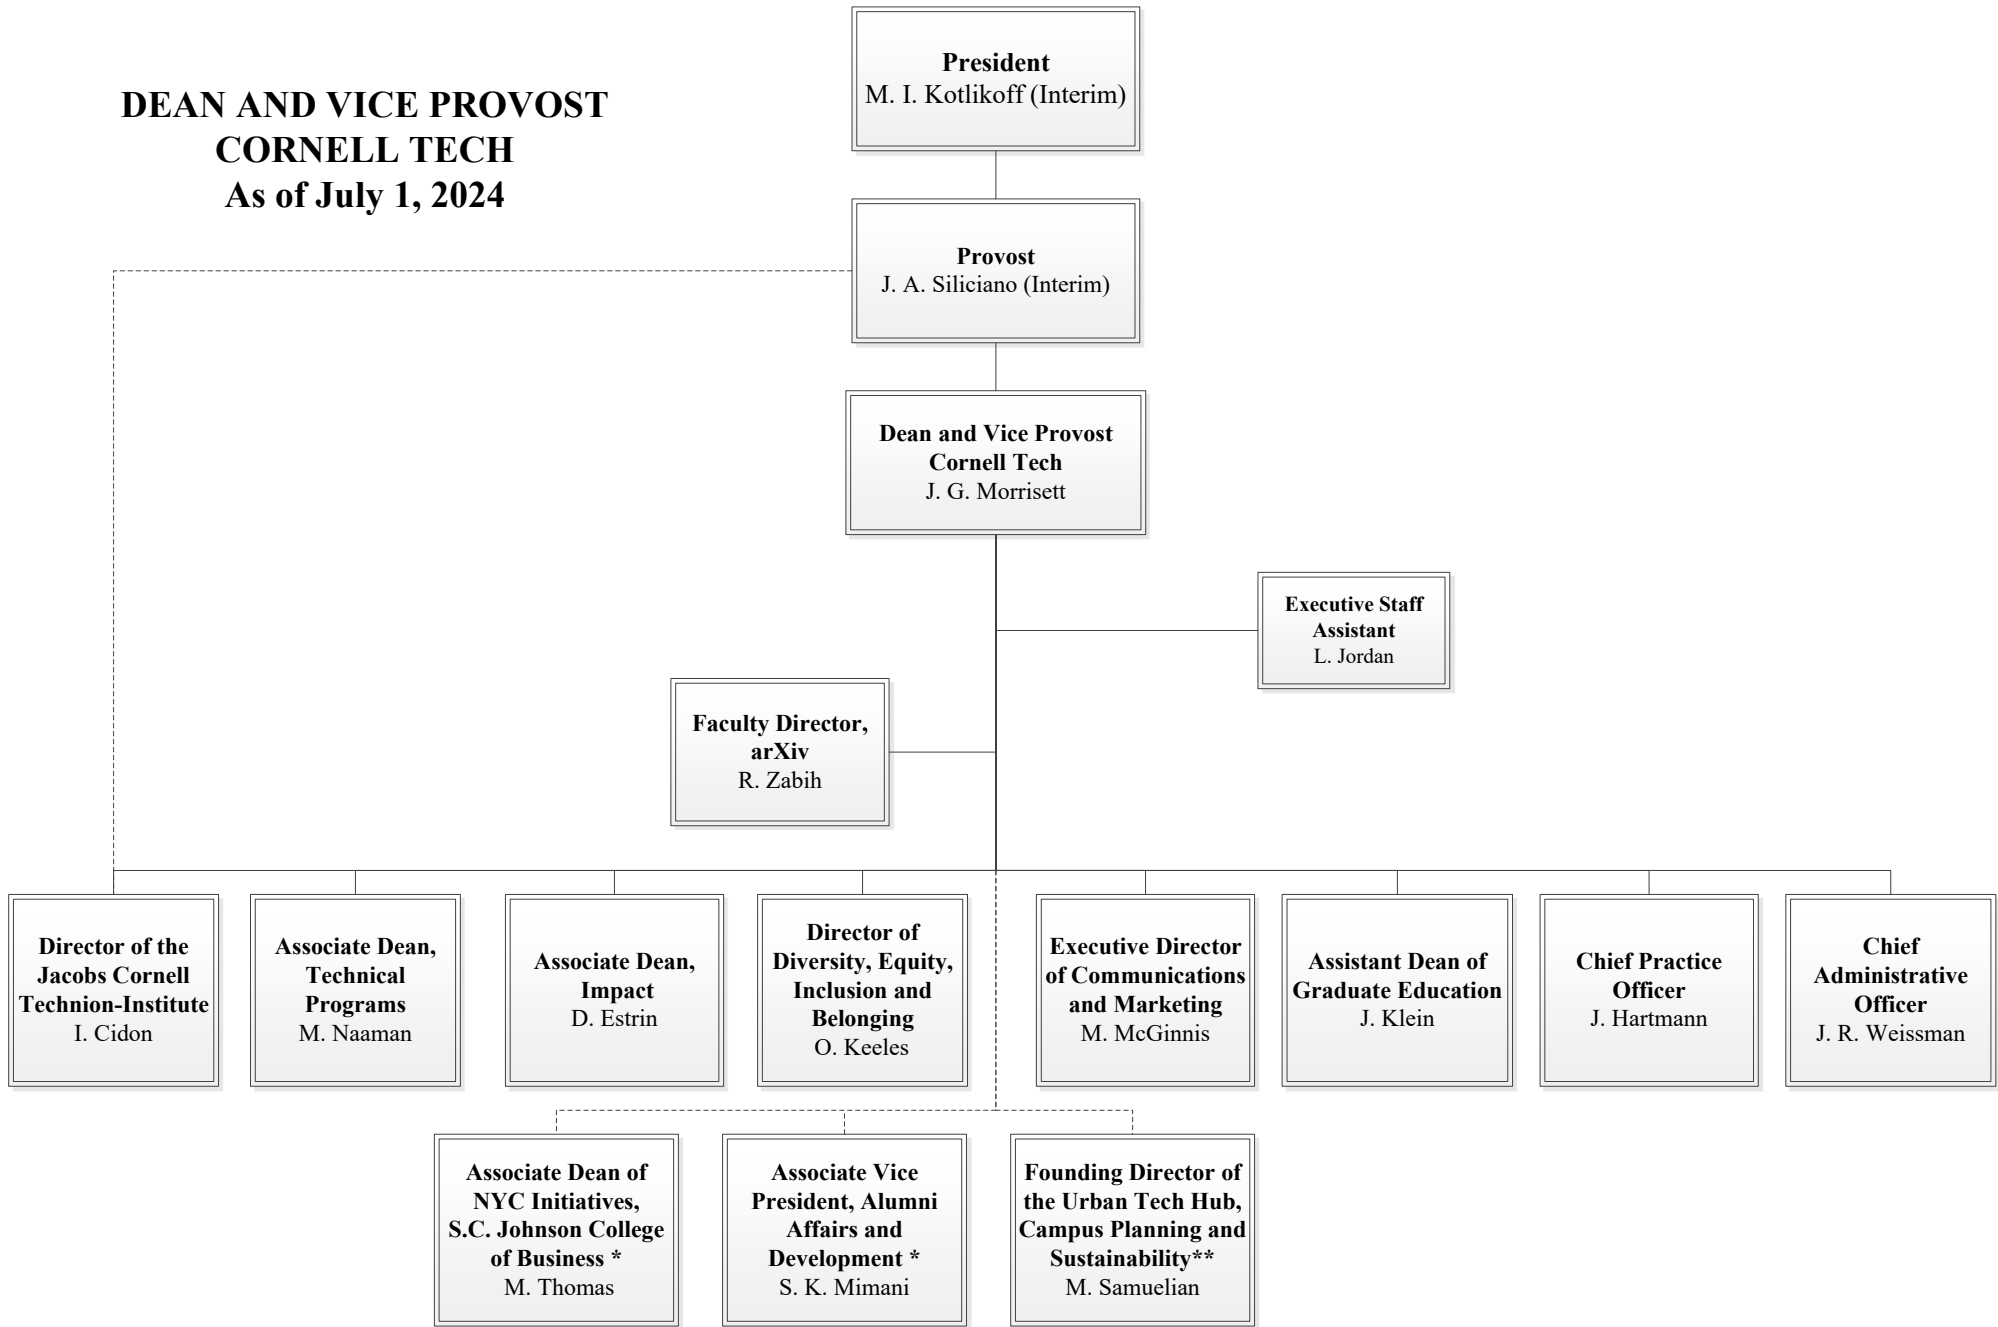 DEAN AND VICE PROVOST
CORNELL TECH
As of July 1, 2024
President
M. I. Kotlikoff (Interim)
Provost
J. A. Siliciano (Interim)
Dean and Vice Provost
Cornell Tech
J. G. Morrisett
Executive Staff
Assistant
L. Jordan
Faculty Director,
arXiv
R. Zabih
Director of the
Jacobs Cornell
Technion-Institute
I. Cidon
Associate Dean,
Technical
Programs
M. Naaman
Associate Dean,
Impact
D. Estrin
Director of
Diversity, Equity,
Inclusion and
Belonging
O. Keeles
Executive Director
of Communications
and Marketing
M. McGinnis
Assistant Dean of
Graduate Education
J. Klein
Chief Practice
Officer
J. Hartmann
Chief
Administrative
Officer
J. R. Weissman
Associate Dean of
NYC Initiatives,
S.C. Johnson College
of Business *
M. Thomas
Associate Vice
President, Alumni
Affairs and
Development *
S. K. Mimani
Founding Director of
the Urban Tech Hub,
Campus Planning and
Sustainability**
M. Samuelian